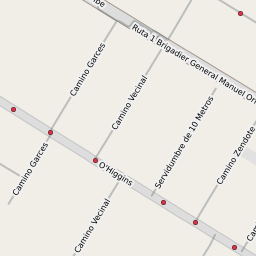 Ruta 1 Brigadier General Manuel
Camino Garces
Camino Vecinal
Servidumbre de 10 Metros
Camino Zendote
Camino Garces
O'Higgins
Camino Vecinal